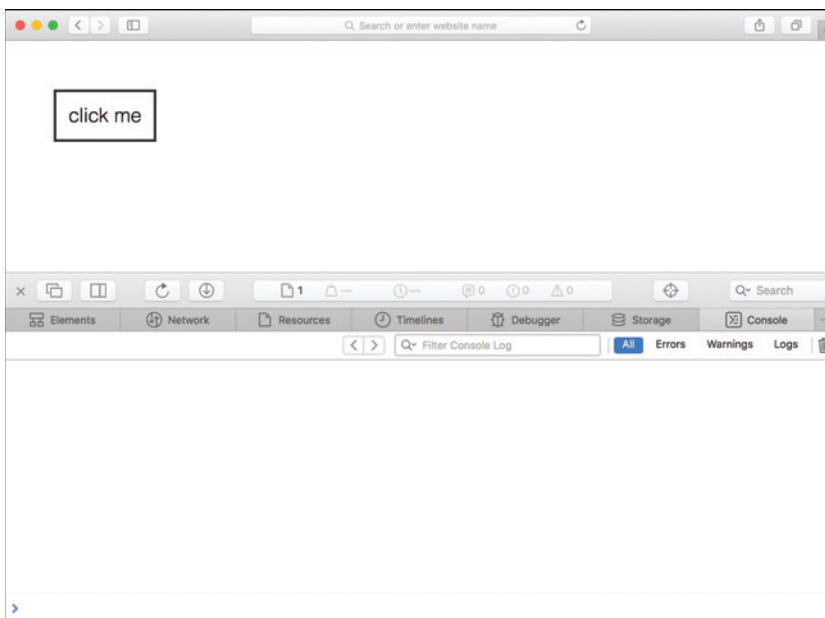 Search or enter website name
click me
1 — — 0 0 0 Search
Elements Network Resources Timelines Debugger Storage Console
Filter Console Log All Errors Warnings Logs